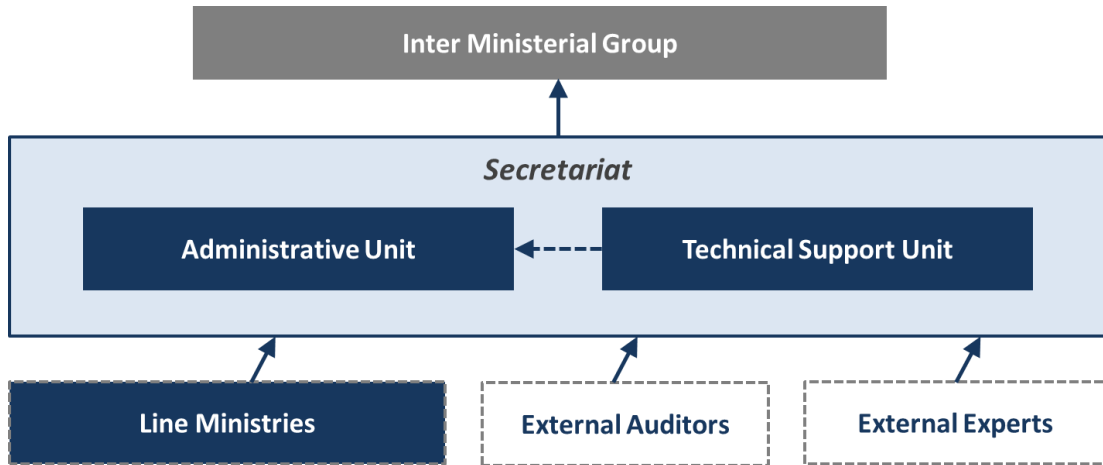 Inter Ministerial Group
Secretariat
Administrative Unit
Technical Support Unit
Line Ministries
External Auditors
External Experts